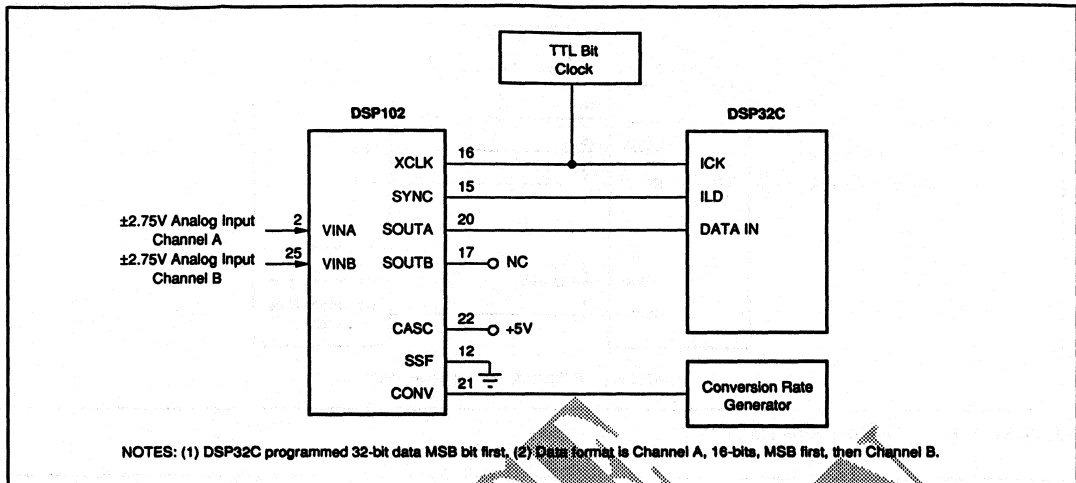 TTL Bit
Clock
DSP102
DSP32C
XCLK
16
ICK
SYNC
15
ILD
±2.75V Analog Input
Channel A
2
VINA
SOUTA
20
DATA IN
±2.75V Analog Input
Channel B
25
VINB
SOUTB
17
NC
CASC
22
+5V
SSF
12
CONV
21
Conversion Rate
Generator
NOTES: (1) DSP32C programmed 32-bit data MSB bit first, (2) Data format is Channel A, 16-bits, MSB first, then Channel B.